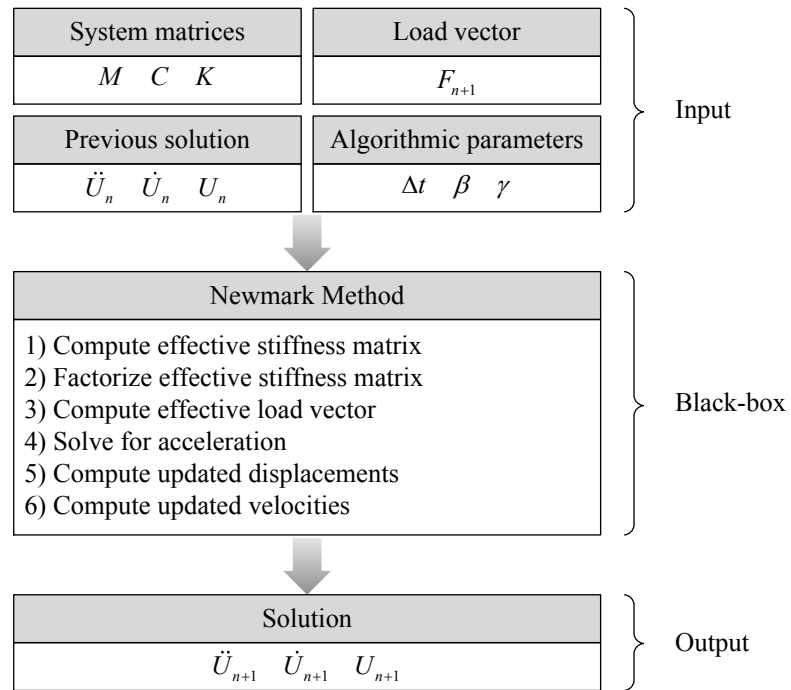 System matrices
M C K
Load vector
F_{n+1}
Previous solution
Ü_n U̇_n U_n
Algorithmic parameters
Δt β γ
Input
Newmark Method
1) Compute effective stiffness matrix
2) Factorize effective stiffness matrix
3) Compute effective load vector
4) Solve for acceleration
5) Compute updated displacements
6) Compute updated velocities
Black-box
Solution
Ü_{n+1} U̇_{n+1} U_{n+1}
Output